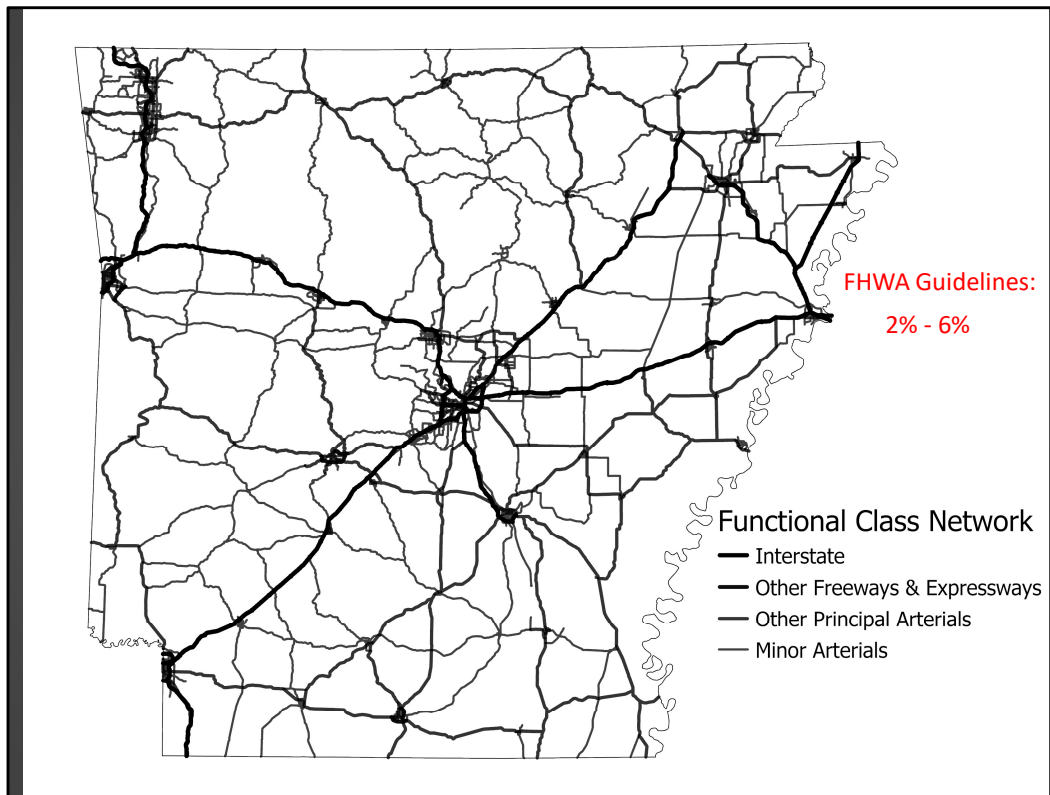 FHWA Guidelines:
2% - 6%
Functional Class Network
Interstate
Other Freeways & Expressways
Other Principal Arterials
Minor Arterials